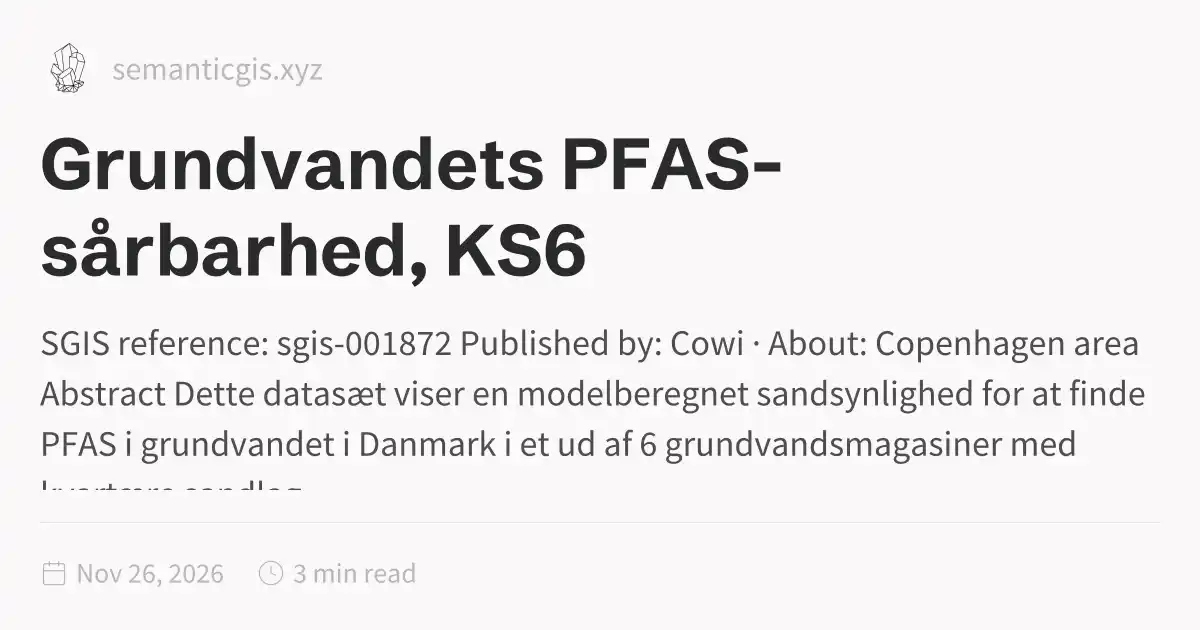 semanticgis.xyz
Grundvandets PFAS-
sårbarhed, KS6
SGIS reference: sgis-001872 Published by: Cowi · About: Copenhagen area
Abstract Dette datasæt viser en modelberegnet sandsynlighed for at finde
PFAS i grundvandet i Danmark i et ud af 6 grundvandsmagasiner med
Nov 26, 2026
3 min read